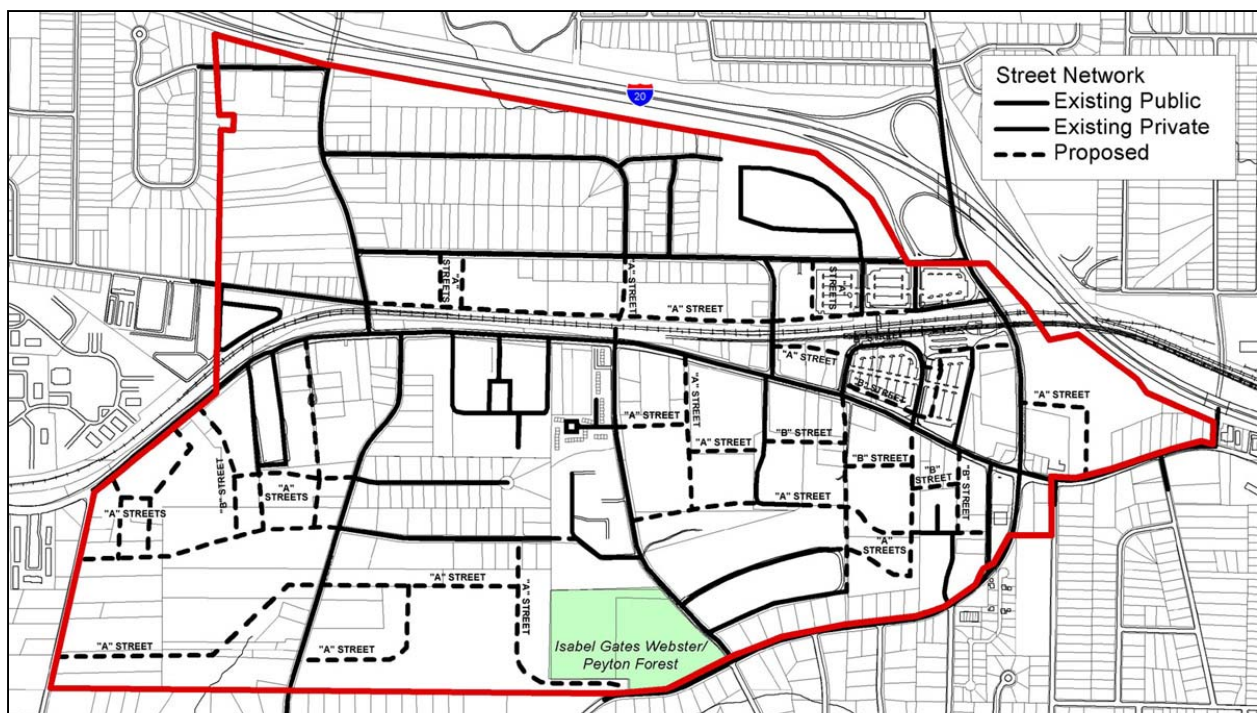 20
Street Network
Existing Public
Existing Private
Proposed
"A"
STREETS
"A" STREET
"A" STREET
"A"
STREETS
"A" STREET
"B" STREET
"A" STREET
"A" STREET
"A" STREET
"A" STREET
"B" STREET
"B" STREET
"B"
STREET
"B" STREET
"A" STREETS
"B" STREET
"A"
STREETS
"A" STREET
"A"
STREETS
"A" STREET
"A" STREET
"A" STREET
"A" STREET
Isabel Gates Webster/
Peyton Forest